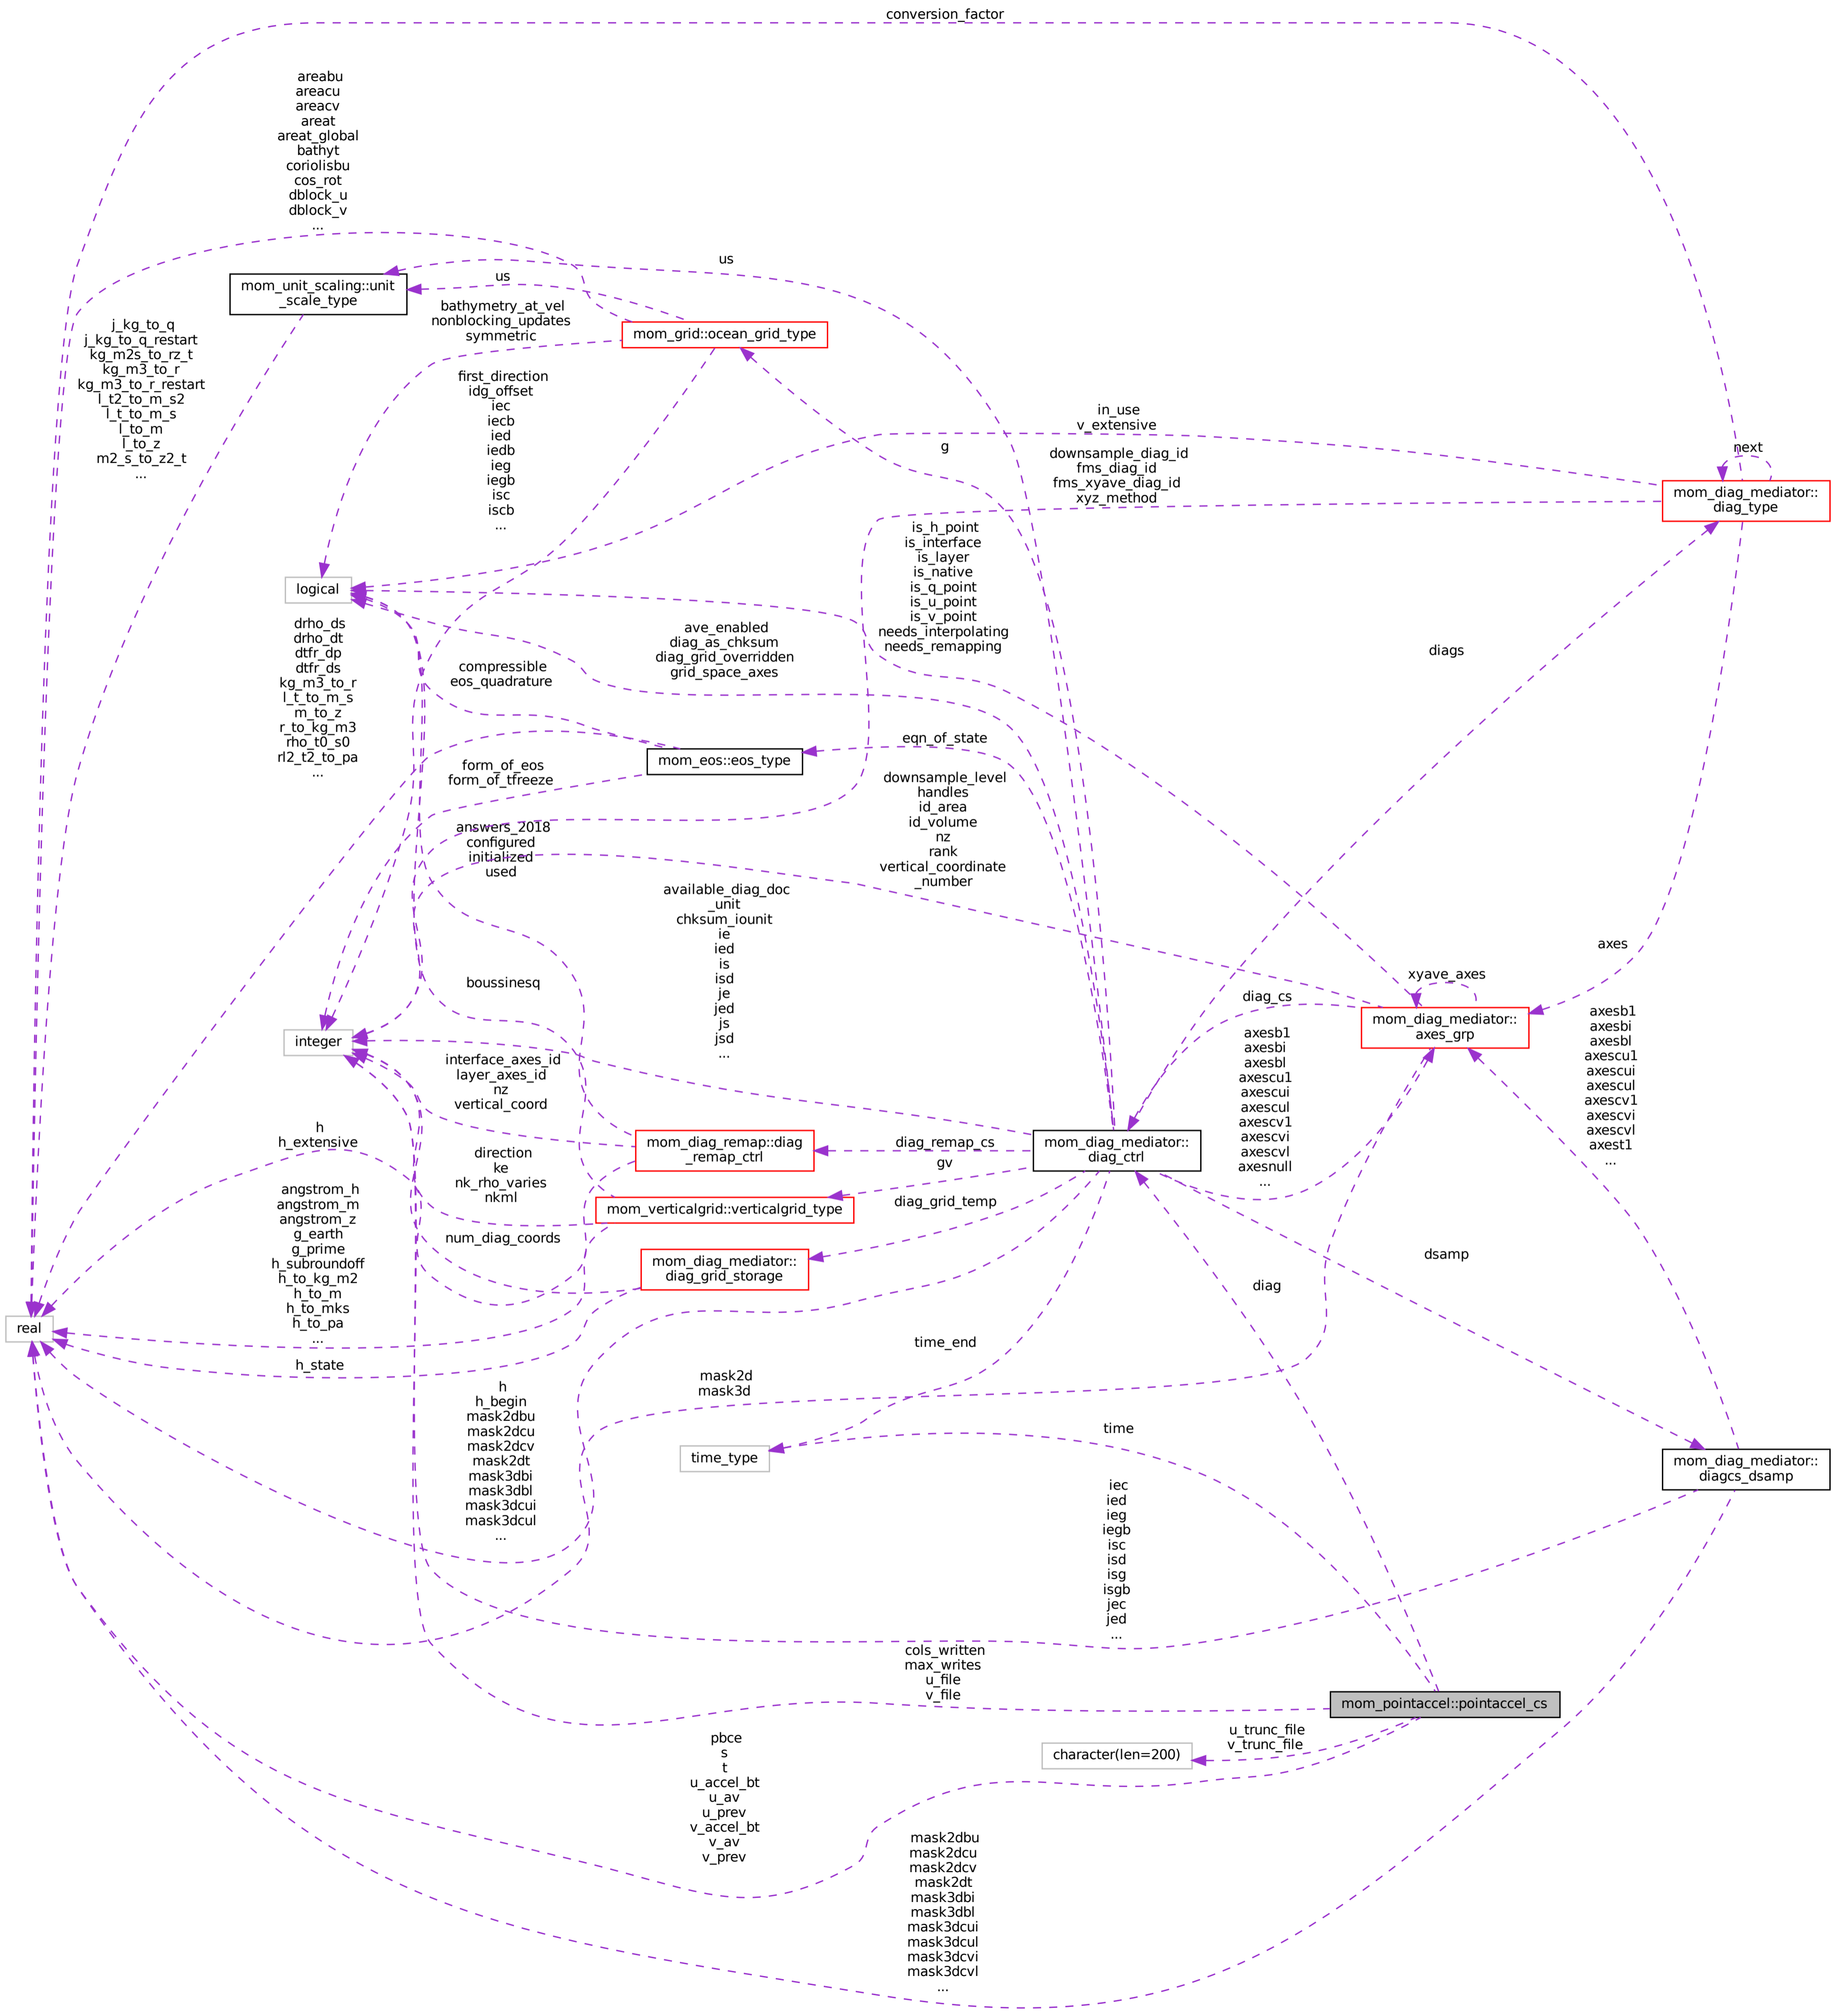 conversion_factor
areabu
areacu
areacv
areat
areat_global
bathyt
coriolisbu
cos_rot
dblock_u
dblock_v
...
us
mom_unit_scaling::unit
_scale_type
us
bathymetry_at_vel
nonblocking_updates
symmetric
mom_grid::ocean_grid_type
j_kg_to_q
j_kg_to_q_restart
kg_m2s_to_rz_t
kg_m3_to_r
kg_m3_to_r_restart
l_t2_to_m_s2
l_t_to_m_s
l_to_m
l_to_z
m2_s_to_z2_t
...
first_direction
idg_offset
iec
iecb
ied
iedb
ieg
iegb
isc
iscb
...
in_use
v_extensive
g
downsample_diag_id
fms_diag_id
fms_xyave_diag_id
xyz_method
next
mom_diag_mediator::
diag_type
is_h_point
is_interface
is_layer
is_native
is_q_point
is_u_point
is_v_point
needs_interpolating
needs_remapping
logical
drho_ds
drho_dt
dtfr_dp
dtfr_ds
kg_m3_to_r
l_t_to_m_s
m_to_z
r_to_kg_m3
rho_t0_s0
rl2_t2_to_pa
...
compressible
eos_quadrature
ave_enabled
diag_as_chksum
diag_grid_overridden
grid_space_axes
diags
eqn_of_state
mom_eos::eos_type
form_of_eos
form_of_tfreeze
downsample_level
handles
id_area
id_volume
nz
rank
vertical_coordinate
_number
answers_2018
configured
initialized
used
available_diag_doc
_unit
chksum_iounit
ie
ied
is
isd
je
jed
js
jsd
...
axes
xyave_axes
boussinesq
diag_cs
mom_diag_mediator::
axes_grp
axesb1
axesbi
axesbl
axescu1
axescui
axescul
axescv1
axescvi
axescvl
axest1
...
integer
interface_axes_id
layer_axes_id
nz
vertical_coord
axesb1
axesbi
axesbl
axescu1
axescui
axescul
axescv1
axescvi
axescvl
axesnull
...
h
h_extensive
mom_diag_remap::diag
_remap_ctrl
diag_remap_cs
mom_diag_mediator::
diag_ctrl
direction
ke
nk_rho_varies
nkml
gv
mom_verticalgrid::verticalgrid_type
diag_grid_temp
angstrom_h
angstrom_m
angstrom_z
g_earth
g_prime
h_subroundoff
h_to_kg_m2
h_to_m
h_to_mks
h_to_pa
...
num_diag_coords
mom_diag_mediator::
diag_grid_storage
dsamp
diag
real
time_end
h_state
mask2d
mask3d
h
h_begin
mask2dbu
mask2dcu
mask2dcv
mask2dt
mask3dbi
mask3dbl
mask3dcui
mask3dcul
...
time
time_type
mom_diag_mediator::
diagcs_dsamp
iec
ied
ieg
iegb
isc
isd
isg
isgb
jec
jed
...
cols_written
max_writes
u_file
v_file
mom_pointaccel::pointaccel_cs
u_trunc_file
v_trunc_file
character(len=200)
pbce
s
t
u_accel_bt
u_av
u_prev
v_accel_bt
v_av
v_prev
mask2dbu
mask2dcu
mask2dcv
mask2dt
mask3dbi
mask3dbl
mask3dcui
mask3dcul
mask3dcvi
mask3dcvl
...